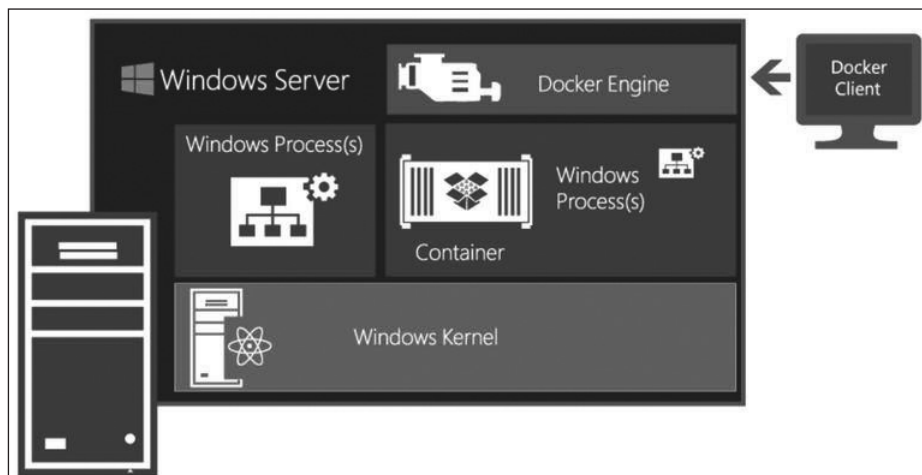 Windows Server
Docker Engine
Docker
Client
Windows Process(s)
Windows
Process(s)
Container
Windows Kernel